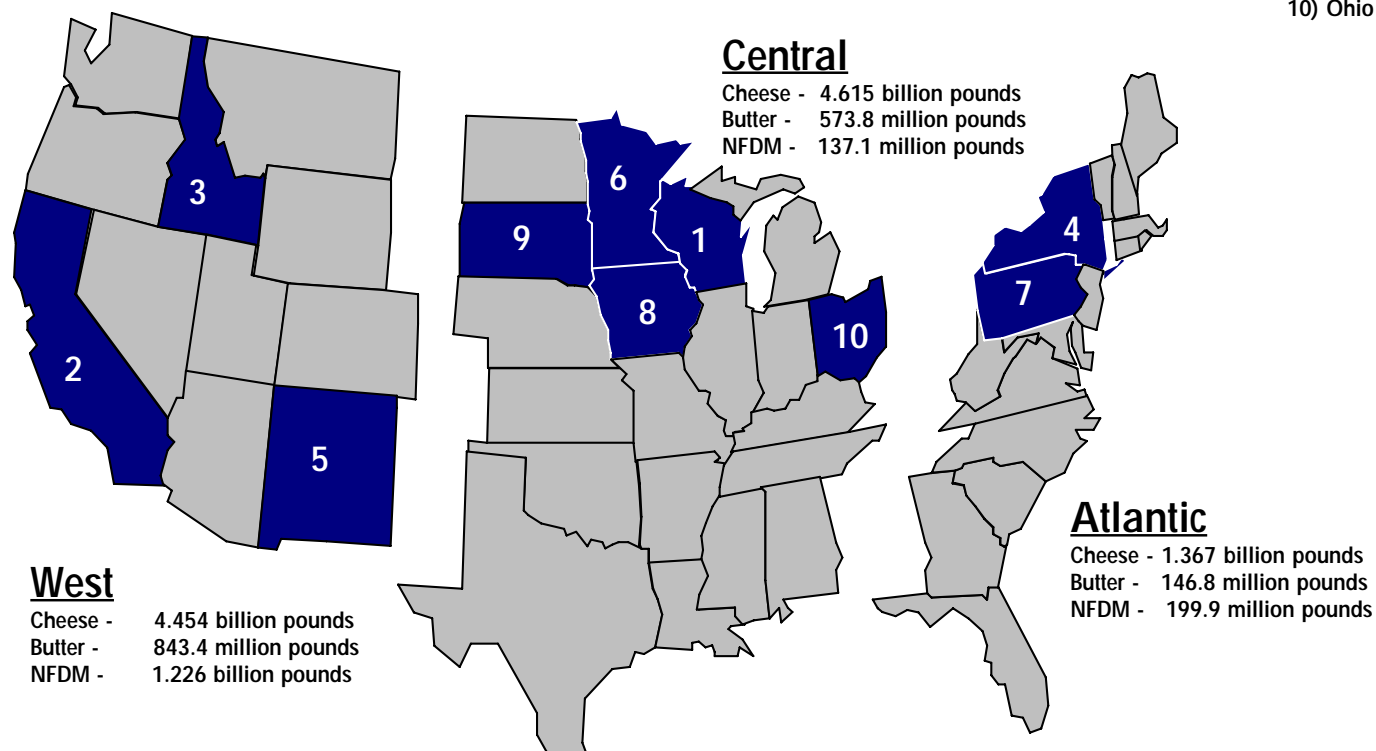 10) Ohio
Central
Cheese - 4.615 billion pounds
Butter - 573.8 million pounds
NFDM - 137.1 million pounds
3
6
9
1
4
7
8
10
2
5
Atlantic
Cheese - 1.367 billion pounds
Butter - 146.8 million pounds
NFDM - 199.9 million pounds
West
Cheese - 4.454 billion pounds
Butter - 843.4 million pounds
NFDM - 1.226 billion pounds